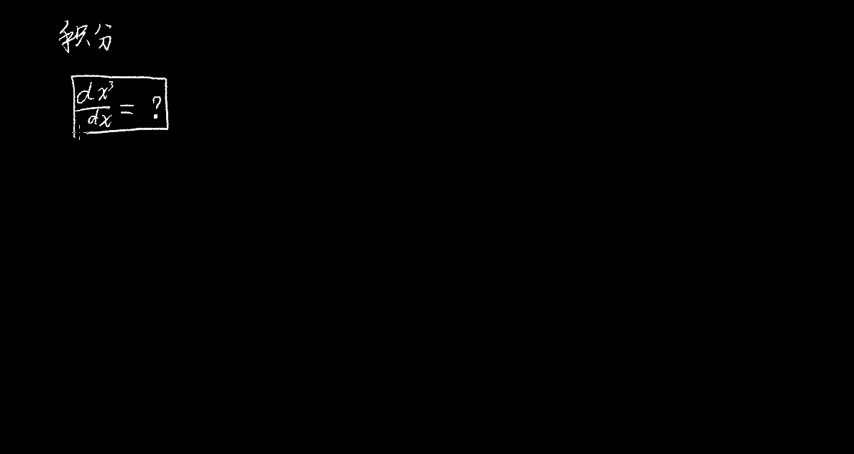 积分
dx³/dx = ?